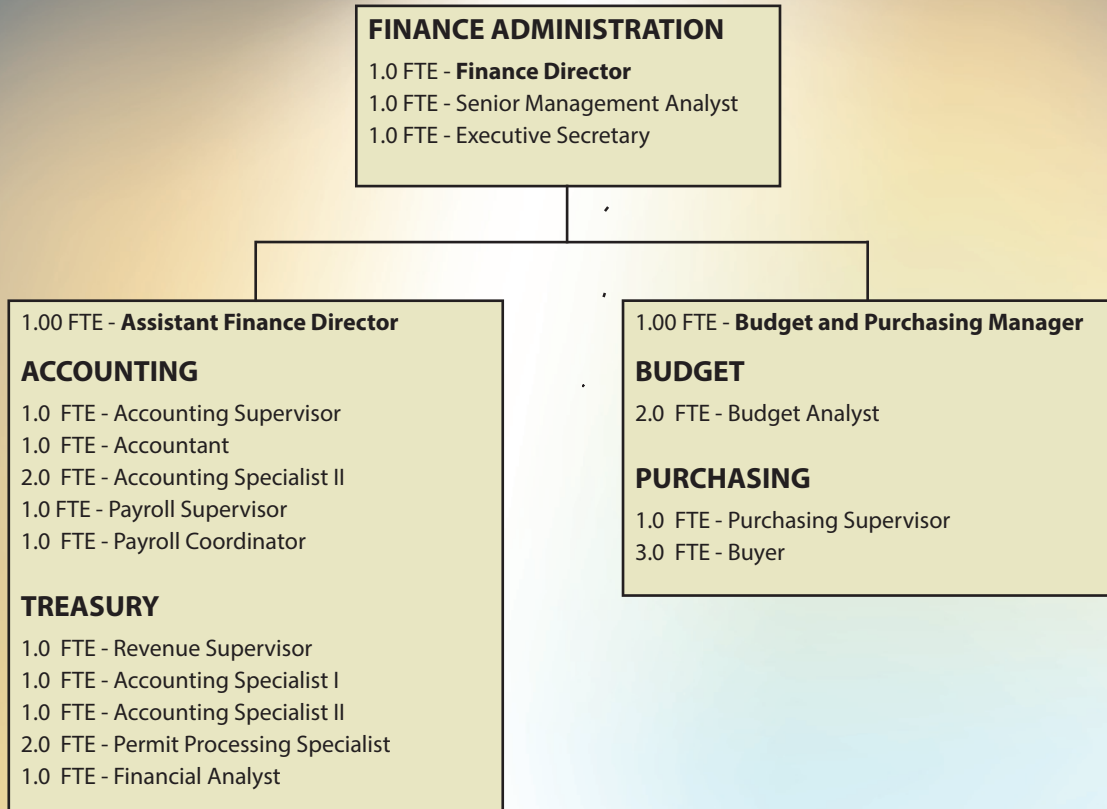 FINANCE ADMINISTRATION
1.0 FTE - Finance Director
1.0 FTE - Senior Management Analyst
1.0 FTE - Executive Secretary
1.00 FTE - Assistant Finance Director
ACCOUNTING
1.0 FTE - Accounting Supervisor
1.0 FTE - Accountant
2.0 FTE - Accounting Specialist II
1.0 FTE - Payroll Supervisor
1.0 FTE - Payroll Coordinator
TREASURY
1.0 FTE - Revenue Supervisor
1.0 FTE - Accounting Specialist I
1.0 FTE - Accounting Specialist II
2.0 FTE - Permit Processing Specialist
1.0 FTE - Financial Analyst
1.00 FTE - Budget and Purchasing Manager
BUDGET
2.0 FTE - Budget Analyst
PURCHASING
1.0 FTE - Purchasing Supervisor
3.0 FTE - Buyer